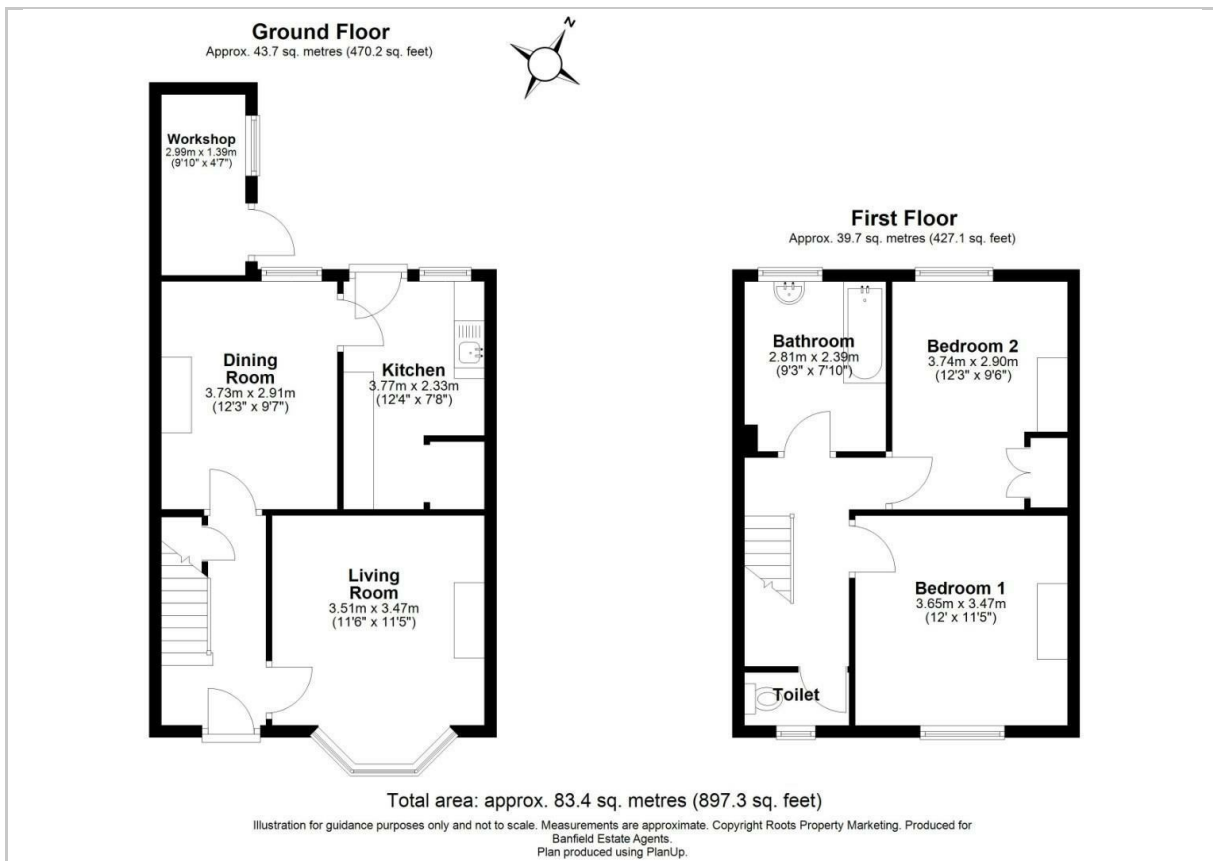 Ground Floor
Approx. 43.7 sq. metres (470.2 sq. feet)
N
Workshop
2.99m x 1.39m
(9'10" x 4'7")
Dining
Room
3.73m x 2.91m
(12'3" x 9'7")
Kitchen
3.77m x 2.33m
(12'4" x 7'8")
Living
Room
3.51m x 3.47m
(11'6" x 11'5")
First Floor
Approx. 39.7 sq. metres (427.1 sq. feet)
Bathroom
2.81m x 2.39m
(9'3" x 7'10")
Bedroom 2
3.74m x 2.90m
(12'3" x 9'6")
Bedroom 1
3.65m x 3.47m
(12' x 11'5")
Toilet
Total area: approx. 83.4 sq. metres (897.3 sq. feet)
Illustration for guidance purposes only and not to scale. Measurements are approximate. Copyright Roots Property Marketing. Produced for
Banfield Estate Agents.
Plan produced using PlanUp.